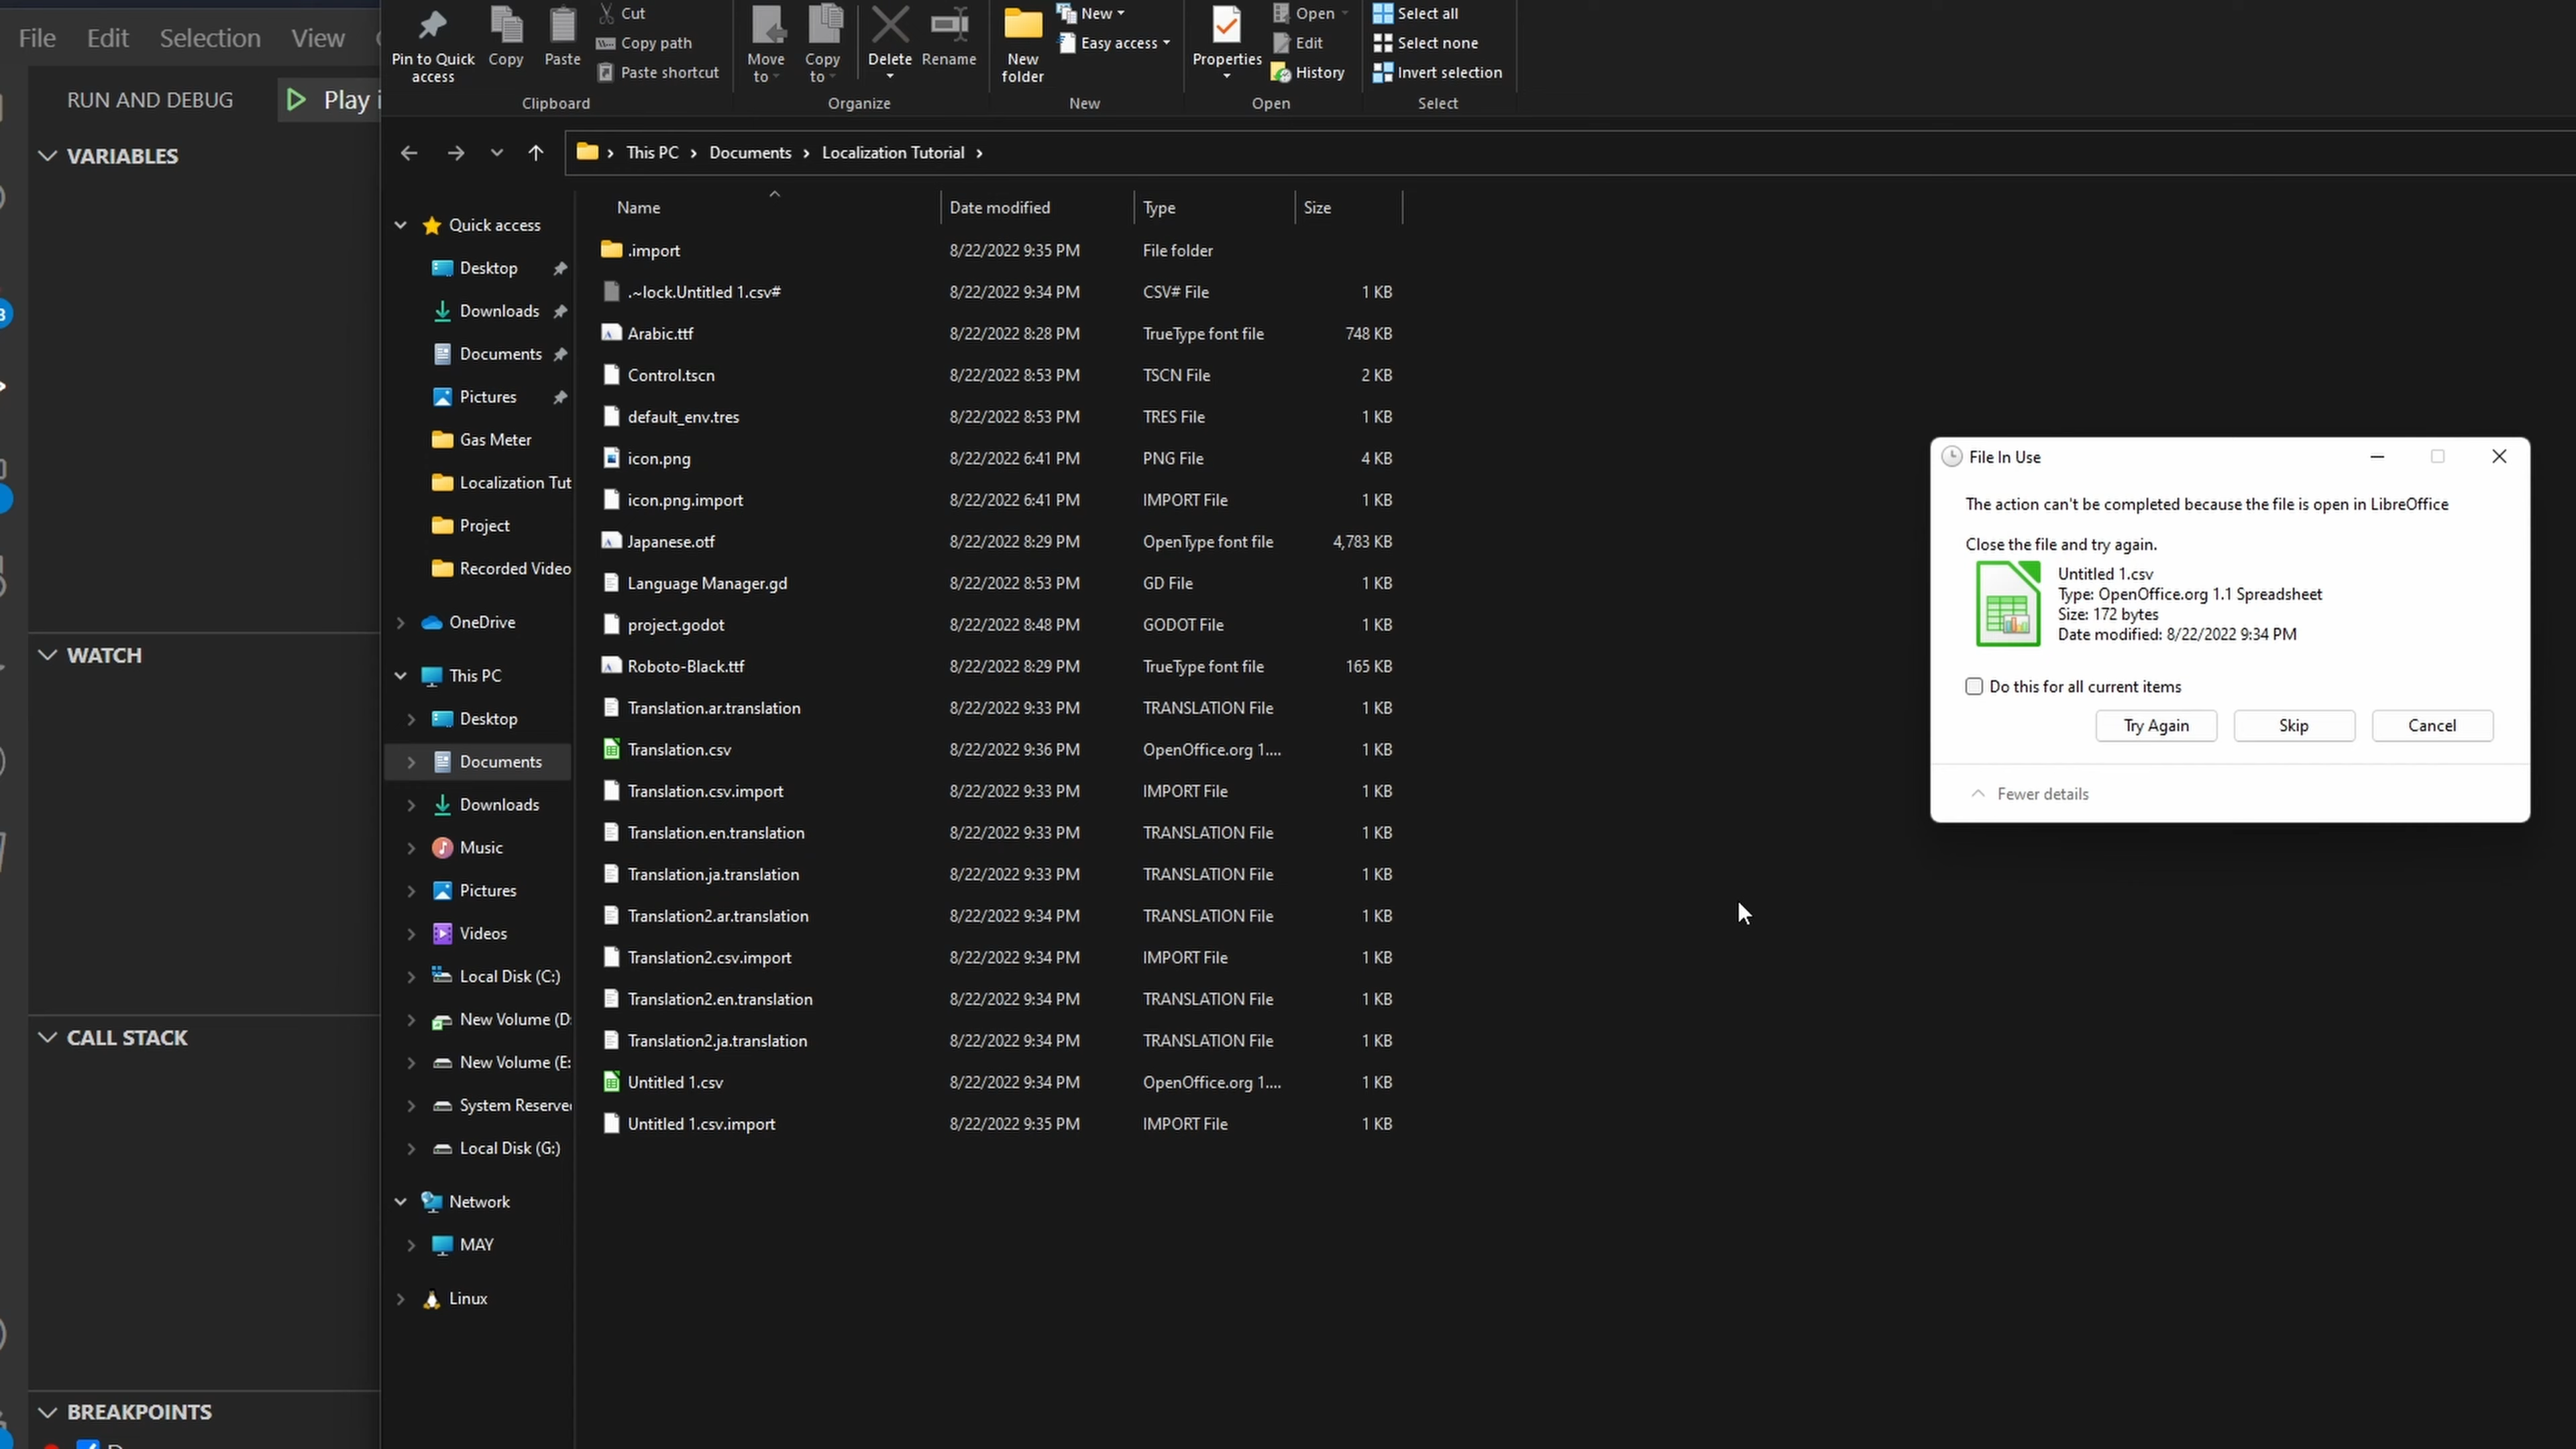 File Edit Selection View
RUN AND DEBUG Play
VARIABLES
WATCH
CALL STACK
BREAKPOINTS
Pin to Quick access
Copy
Paste
Cut
Copy path
Paste shortcut
Clipboard
Move to
Copy to
Delete
Rename
Organize
New folder
New
Easy access
New
Properties
Open
Edit
History
Open
Select all
Select none
Invert selection
Select
This PC Documents Localization Tutorial
Quick access
Desktop
Downloads
Documents
Pictures
Gas Meter
Localization Tut
Project
Recorded Video
OneDrive
This PC
Desktop
Documents
Downloads
Music
Pictures
Videos
Local Disk (C:)
New Volume (D:
New Volume (E:
System Reserve
Local Disk (G:)
Network
MAY
Linux
Name Date modified Type Size
.import 8/22/2022 9:35 PM File folder
.~lock.Untitled 1.csv# 8/22/2022 9:34 PM CSV# File 1 KB
Arabic.ttf 8/22/2022 8:28 PM TrueType font file 748 KB
Control.tscn 8/22/2022 8:53 PM TSCN File 2 KB
default_env.tres 8/22/2022 8:53 PM TRES File 1 KB
icon.png 8/22/2022 6:41 PM PNG File 4 KB
icon.png.import 8/22/2022 6:41 PM IMPORT File 1 KB
Japanese.otf 8/22/2022 8:29 PM OpenType font file 4,783 KB
Language Manager.gd 8/22/2022 8:53 PM GD File 1 KB
project.godot 8/22/2022 8:48 PM GODOT File 1 KB
Roboto-Black.ttf 8/22/2022 8:29 PM TrueType font file 165 KB
Translation.ar.translation 8/22/2022 9:33 PM TRANSLATION File 1 KB
Translation.csv 8/22/2022 9:36 PM OpenOffice.org 1.... 1 KB
Translation.csv.import 8/22/2022 9:33 PM IMPORT File 1 KB
Translation.en.translation 8/22/2022 9:33 PM TRANSLATION File 1 KB
Translation.ja.translation 8/22/2022 9:33 PM TRANSLATION File 1 KB
Translation2.ar.translation 8/22/2022 9:34 PM TRANSLATION File 1 KB
Translation2.csv.import 8/22/2022 9:34 PM IMPORT File 1 KB
Translation2.en.translation 8/22/2022 9:34 PM TRANSLATION File 1 KB
Translation2.ja.translation 8/22/2022 9:34 PM TRANSLATION File 1 KB
Untitled 1.csv 8/22/2022 9:34 PM OpenOffice.org 1.... 1 KB
Untitled 1.csv.import 8/22/2022 9:35 PM IMPORT File 1 KB
File In Use
The action can't be completed because the file is open in LibreOffice
Close the file and try again.
Untitled 1.csv
Type: OpenOffice.org 1.1 Spreadsheet
Size: 172 bytes
Date modified: 8/22/2022 9:34 PM
Do this for all current items
Try Again Skip Cancel
Fewer details